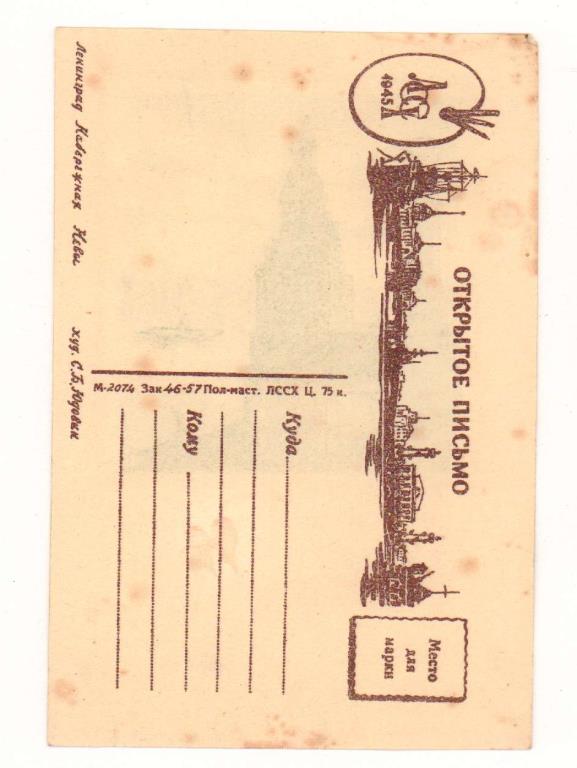 ЛССХ
1945 Л
ОТКРЫТОЕ ПИСЬМО
Место
для
марки
Куда
Кому
М-2074 Зак 46-57 Пол-маст. ЛССХ Ц. 75 к.
Ленинград Набережная Невы худ. С.Б. Юдовин